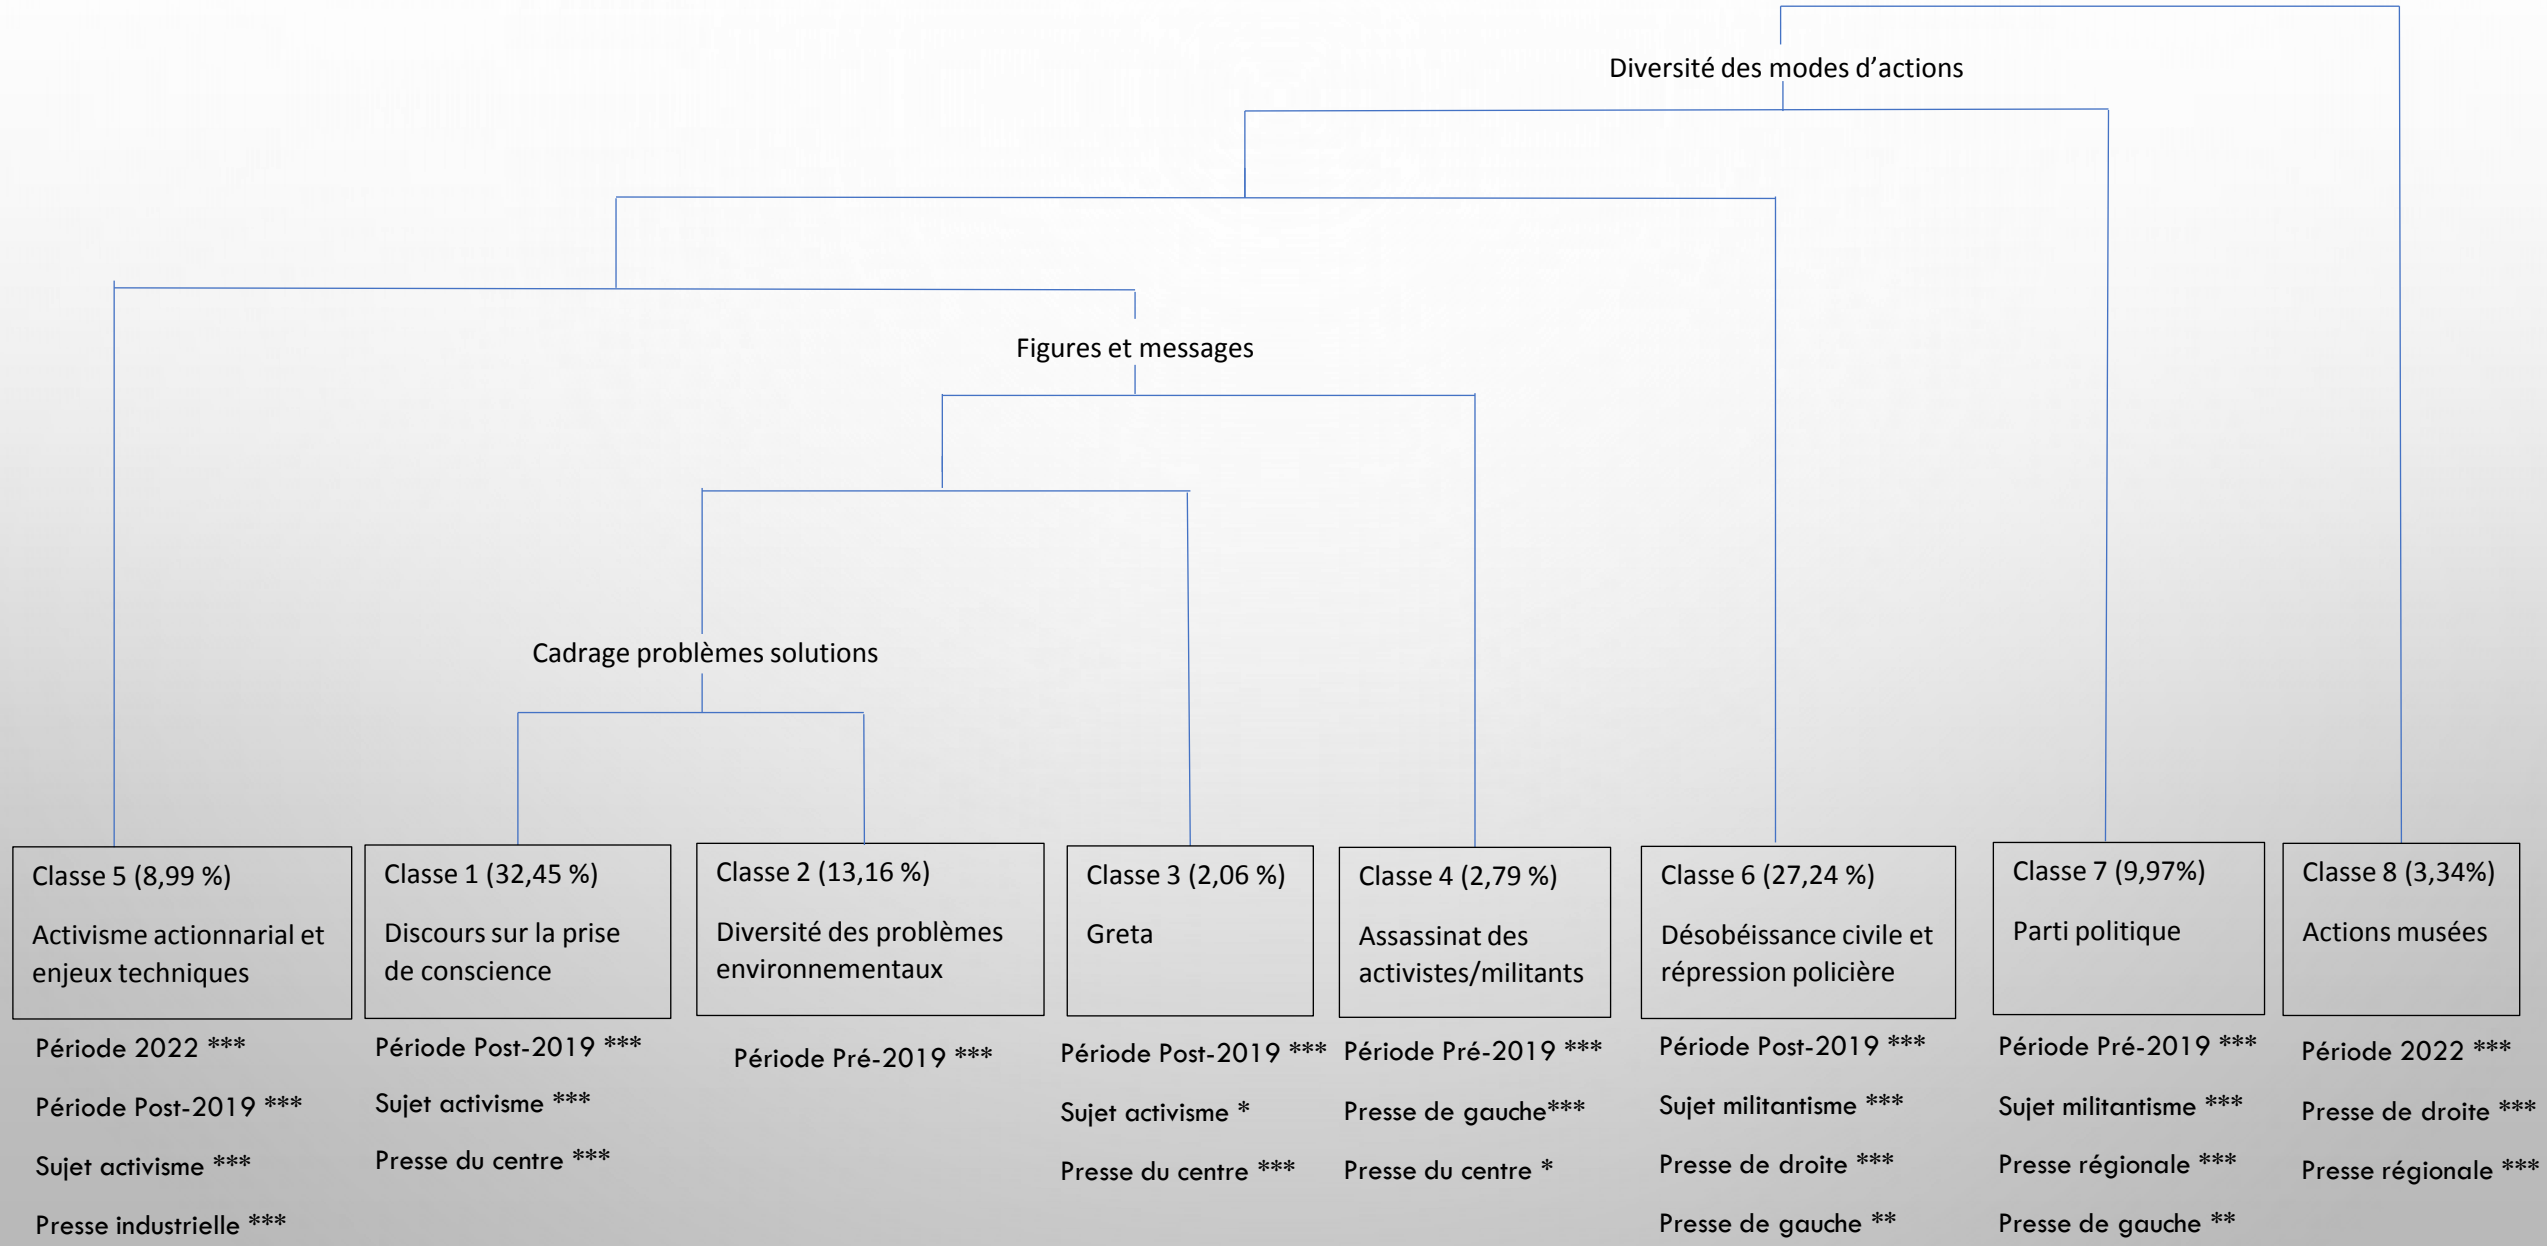 Diversité des modes d’actions
Figures et messages
Cadrage problèmes solutions
Classe 5 (8,99 %)
Activisme actionnarial et
enjeux techniques
Période 2022 ***
Période Post-2019 ***
Sujet activisme ***
Presse industrielle ***
Classe 1 (32,45 %)
Discours sur la prise
de conscience
Période Post-2019 ***
Sujet activisme ***
Presse du centre ***
Classe 2 (13,16 %)
Diversité des problèmes
environnementaux
Période Pré-2019 ***
Classe 3 (2,06 %)
Greta
Période Post-2019 ***
Sujet activisme *
Presse du centre ***
Classe 4 (2,79 %)
Assassinat des
activistes/militants
Période Pré-2019 ***
Presse de gauche***
Presse du centre *
Classe 6 (27,24 %)
Désobéissance civile et
répression policière
Période Post-2019 ***
Sujet militantisme ***
Presse de droite ***
Presse de gauche **
Classe 7 (9,97%)
Parti politique
Période Pré-2019 ***
Sujet militantisme ***
Presse régionale ***
Presse de gauche **
Classe 8 (3,34%)
Actions musées
Période 2022 ***
Presse de droite ***
Presse régionale ***